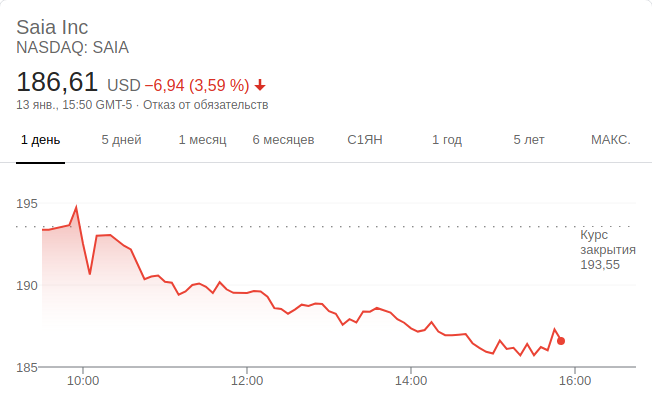 Saia Inc
NASDAQ: SAIA
186,61 USD −6,94 (3,59 %)
13 янв., 15:50 GMT-5 · Отказ от обязательств
1 день 5 дней 1 месяц 6 месяцев С1ЯН 1 год 5 лет МАКС.
195
Курс
закрытия
193,55
190
185
10:00 12:00 14:00 16:00